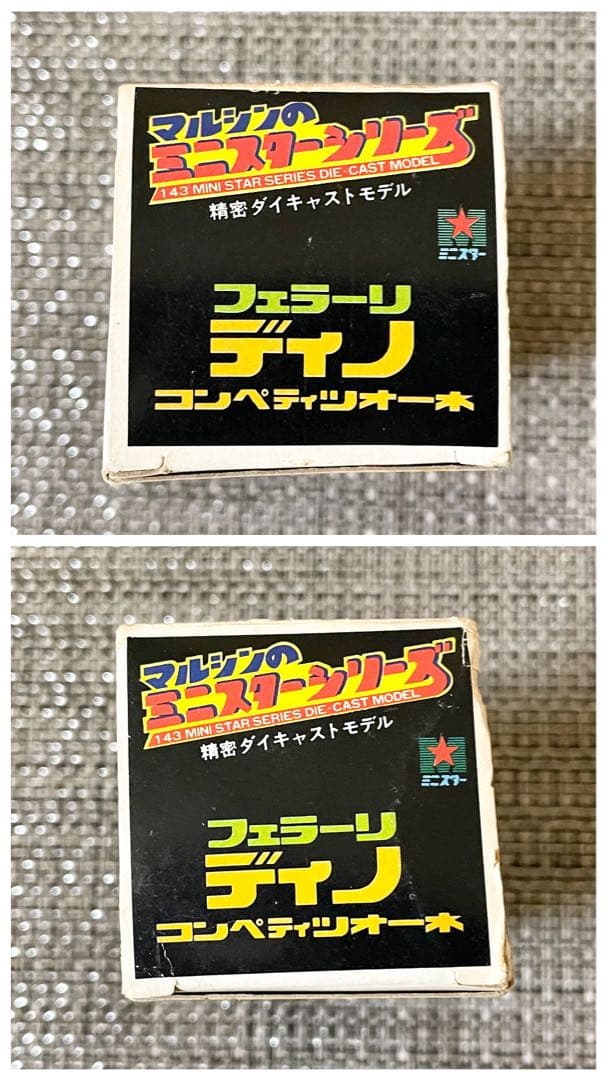 マルシンの
ミニスターシリーズ
1 43 MINI STAR SERIES DIE-CAST MODEL
精密ダイキャストモデル
ミニスター
フェラーリ
ディノ
コンペティツオーネ
マルシンの
ミニスターシリーズ
1 43 MINI STAR SERIES DIE-CAST MODEL
精密ダイキャストモデル
ミニスター
フェラーリ
ディノ
コンペティツオーネ